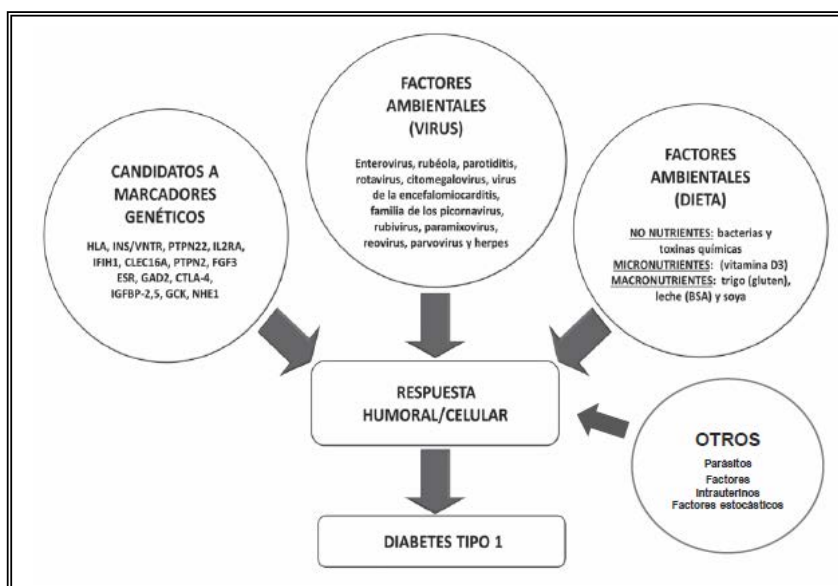 CANDIDATOS A
MARCADORES
GENÉTICOS
HLA, INS/VNTR, PTPN22, IL2RA,
IFIH1, CLEC16A, PTPN2, FGF3
ESR, GAD2, CTLA-4,
IGFBP-2,5, GCK, NHE1
FACTORES
AMBIENTALES
(VIRUS)
Enterovirus, rubéola, parotiditis,
rotavirus, citomegalovirus, virus
de la encefalomiocarditis,
familia de los picornavirus,
rubivirus, paramixovirus,
reovirus, parvovirus y herpes
FACTORES
AMBIENTALES
(DIETA)
NO NUTRIENTES: bacterias y
toxinas químicas
MICRONUTRIENTES: (vitamina D3)
MACRONUTRIENTES: trigo (gluten),
leche (BSA) y soya
RESPUESTA
HUMORAL/CELULAR
OTROS
Parásitos
Factores
Intrauterinos
Factores estocásticos
DIABETES TIPO 1